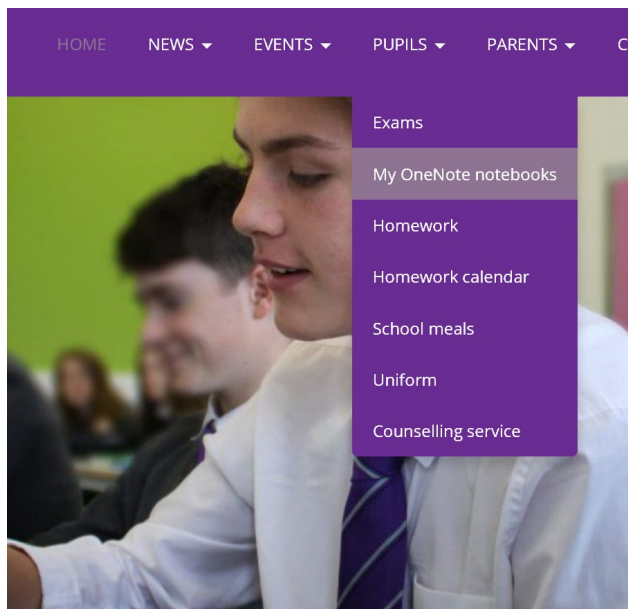 HOME NEWS EVENTS PUPILS PARENTS C
Exams
My OneNote notebooks
Homework
Homework calendar
School meals
Uniform
Counselling service